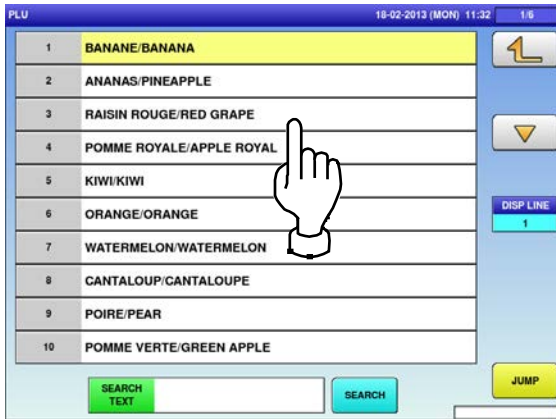 PLU 18-02-2013 (MON) 11:32 1/6
1 BANANE/BANANA
2 ANANAS/PINEAPPLE
3 RAISIN ROUGE/RED GRAPE
4 POMME ROYALE/APPLE ROYAL
5 KIWI/KIWI
6 ORANGE/ORANGE
7 WATERMELON/WATERMELON
8 CANTALOUP/CANTALOUPE
9 POIRE/PEAR
10 POMME VERTE/GREEN APPLE
DISP LINE
1
SEARCH
TEXT
SEARCH
JUMP